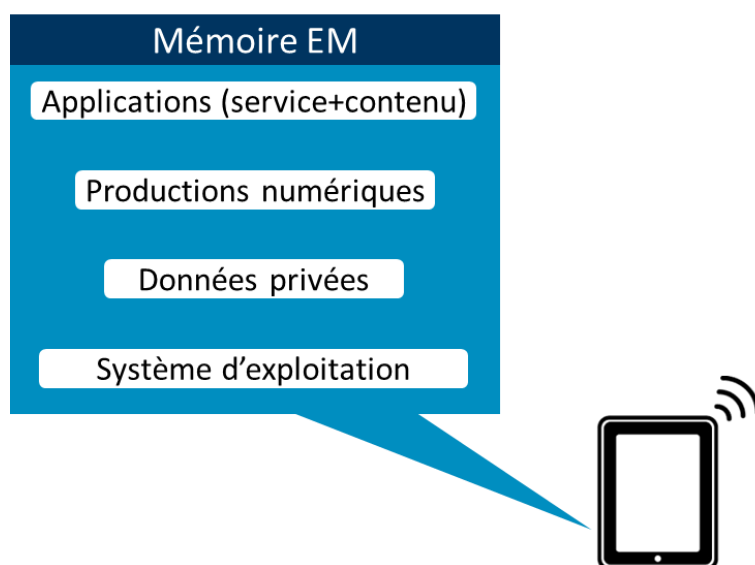 Mémoire EM
Applications (service+contenu)
Productions numériques
Données privées
Système d’exploitation